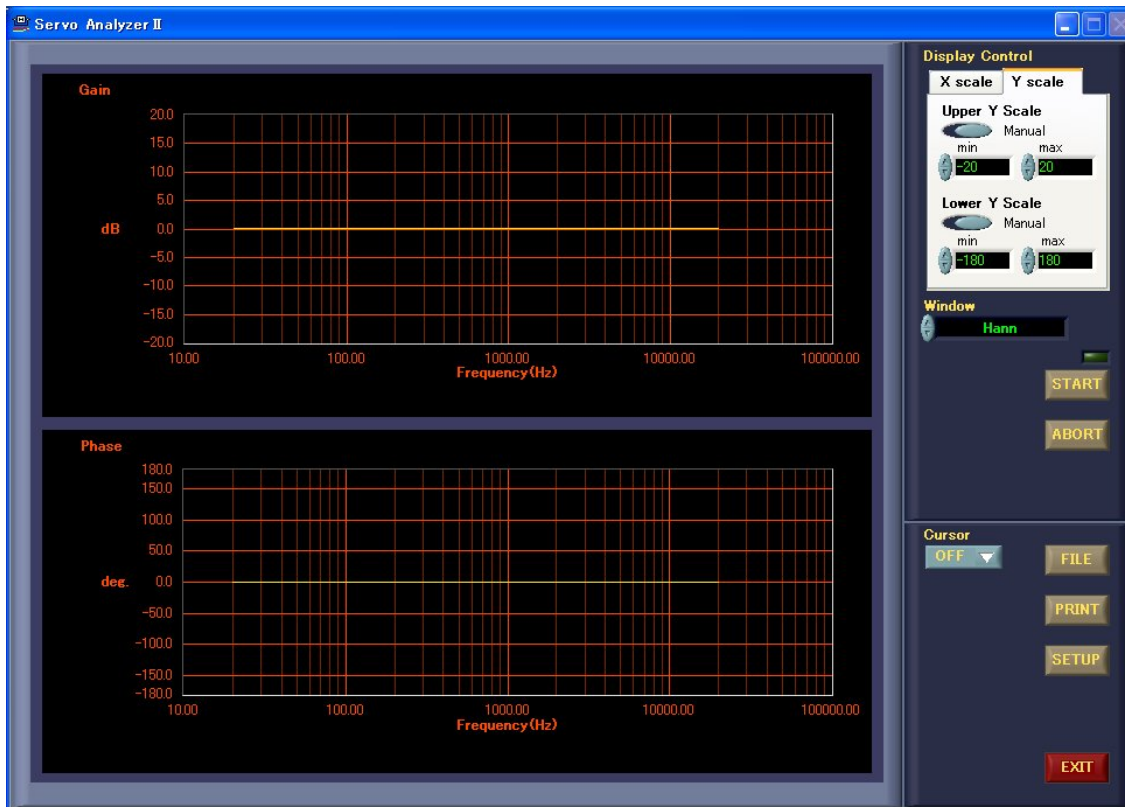 Servo Analyzer II
Gain
20.0
15.0
10.0
5.0
dB
0.0
-5.0
-10.0
-15.0
-20.0
10.00 100.00 1000.00 10000.00 100000.00
Frequency(Hz)
Phase
180.0
150.0
100.0
50.0
deg.
0.0
-50.0
-100.0
-150.0
-180.0
10.00 100.00 1000.00 10000.00 100000.00
Frequency(Hz)
Display Control
X scale Y scale
Upper Y Scale
Manual
min max
-20 20
Lower Y Scale
Manual
min max
-180 180
Window
Hann
START
ABORT
Cursor
OFF
FILE
PRINT
SETUP
EXIT